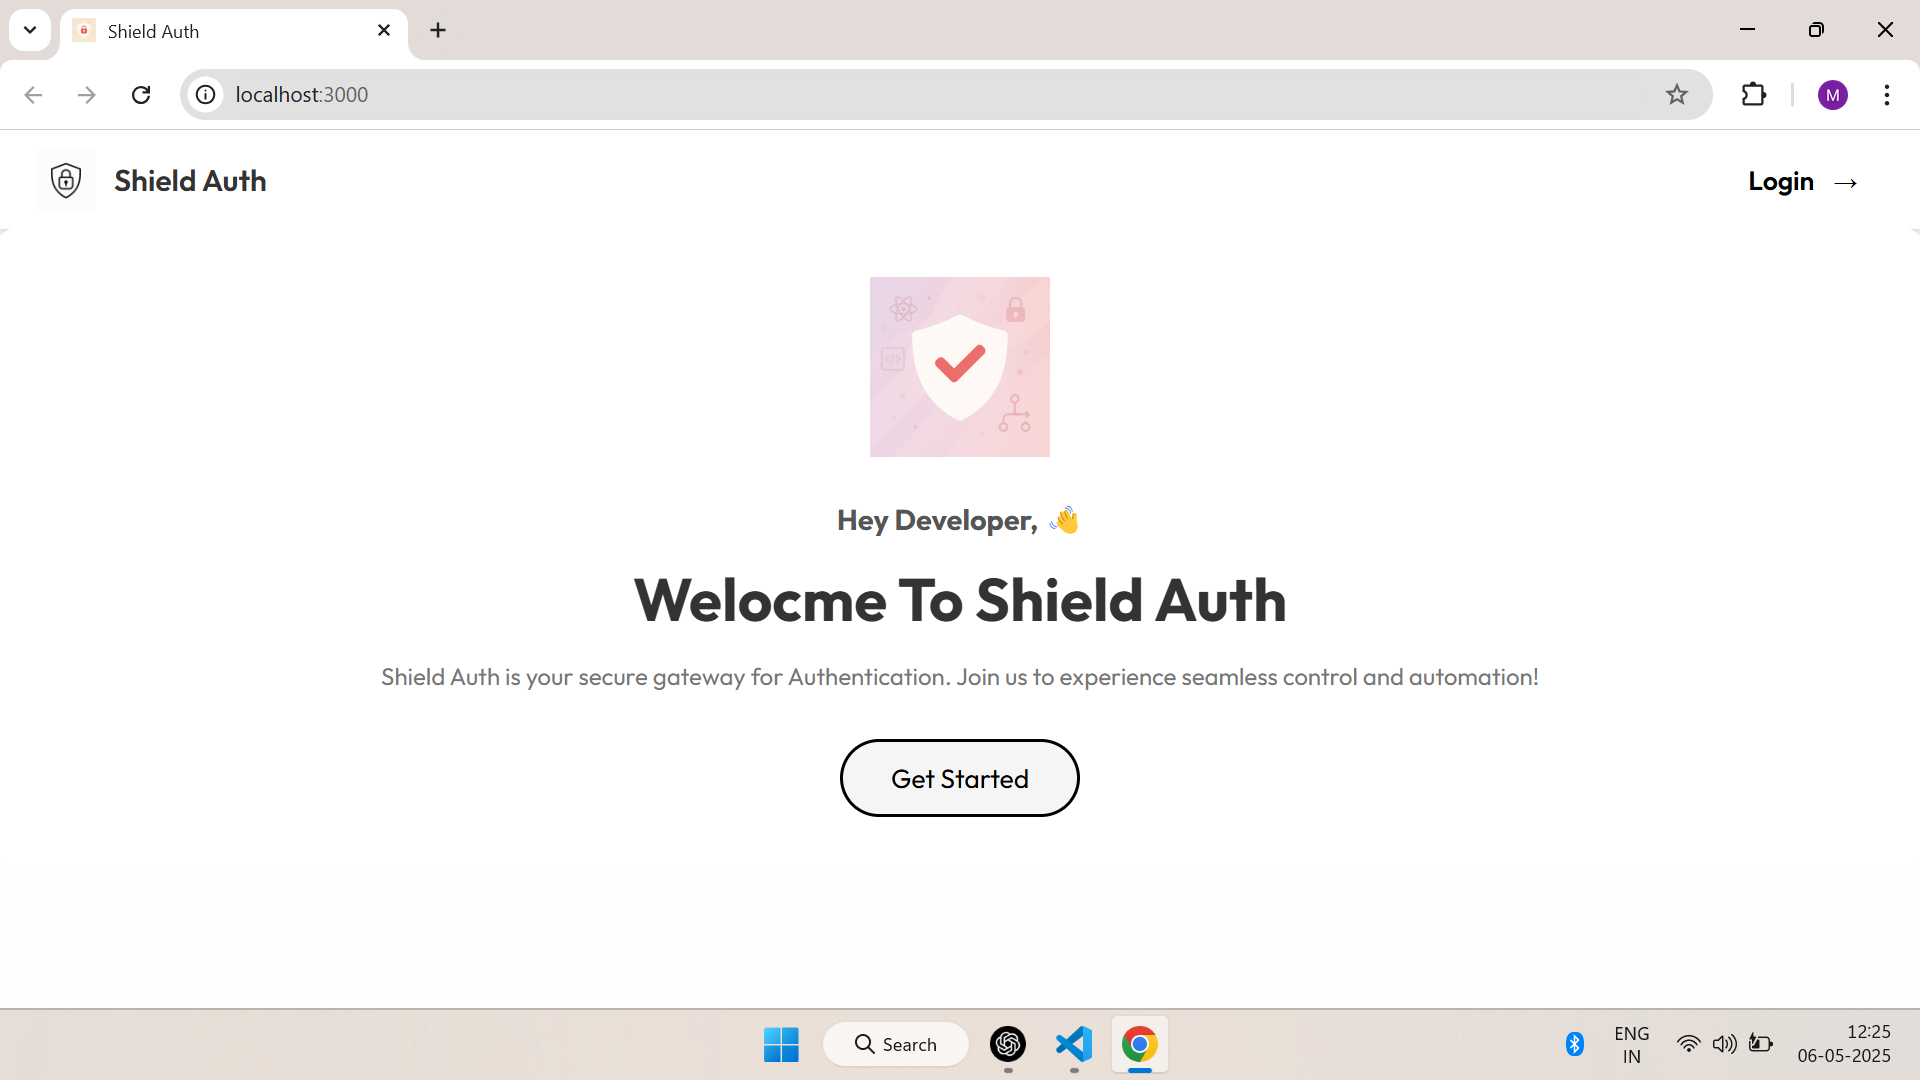 Shield Auth
localhost:3000
M
Shield Auth
Login →
</>
Hey Developer, 👋
Welocme To Shield Auth
Shield Auth is your secure gateway for Authentication. Join us to experience seamless control and automation!
Get Started
Search
ENG
IN
12:25
06-05-2025